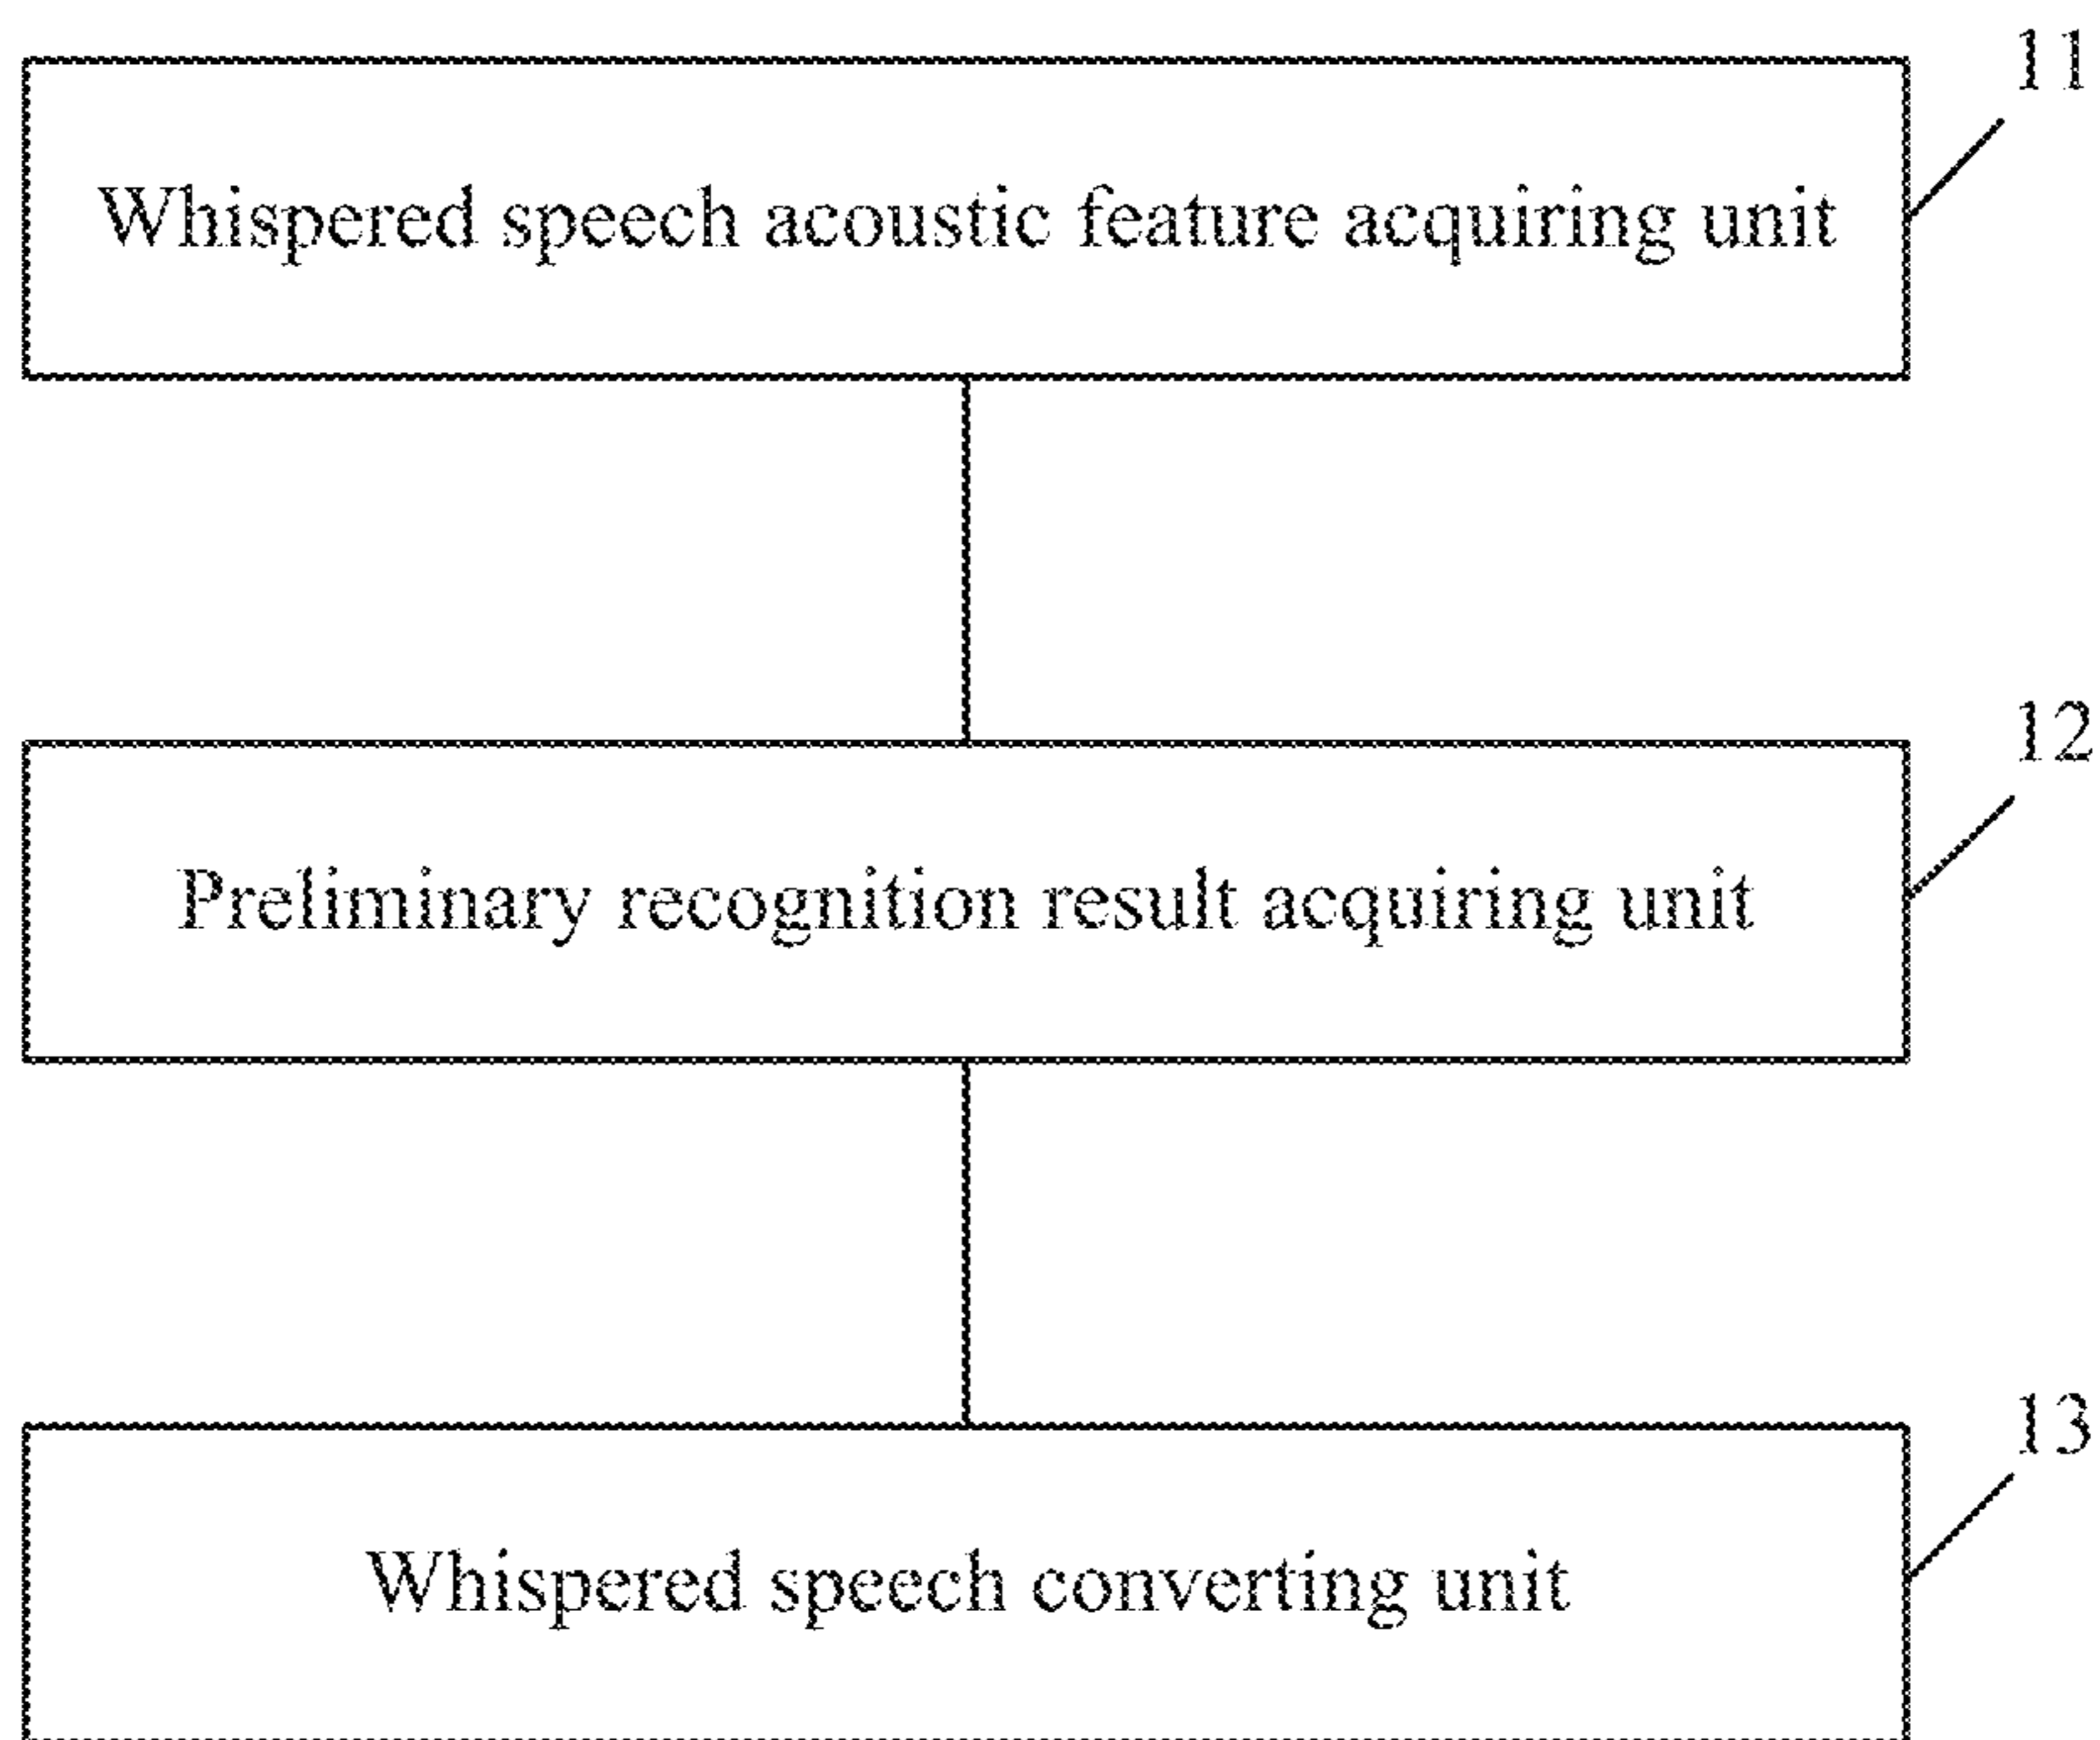 11
Whispered speech acoustic feature acquiring unit
12
Preliminary recognition result acquiring unit
13
Whispered speech converting unit